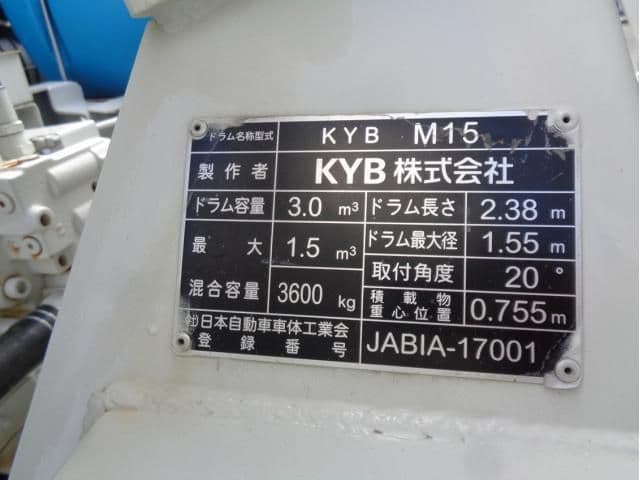 ドラム名称型式 KYB M15
製作者 KYB株式会社
ドラム容量 3.0 m³ ドラム長さ 2.38 m
最大 1.5 m³ ドラム最大径 1.55 m
混合容量 3600 kg 取付角度 20°
積載物重心位置 0.755 m
㈳日本自動車車体工業会
登録番号 JABIA-17001